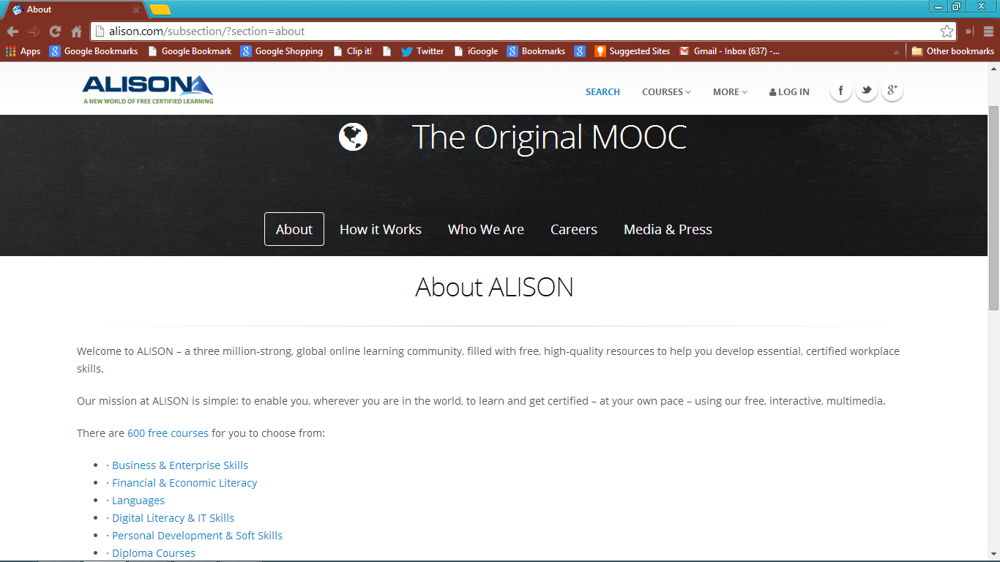 About
alison.com/subsection/?section=about
Apps Google Bookmarks Google Bookmark Google Shopping Clip it! Twitter iGoogle Bookmarks Suggested Sites Gmail - Inbox (637) -... » Other bookmarks
ALISON
A NEW WORLD OF FREE CERTIFIED LEARNING
SEARCH COURSES MORE LOG IN
The Original MOOC
About How it Works Who We Are Careers Media & Press
About ALISON
Welcome to ALISON – a three million-strong, global online learning community, filled with free, high-quality resources to help you develop essential, certified workplace
skills.
Our mission at ALISON is simple: to enable you, wherever you are in the world, to learn and get certified – at your own pace – using our free, interactive, multimedia.
There are 600 free courses for you to choose from:
• · Business & Enterprise Skills
• · Financial & Economic Literacy
• · Languages
• · Digital Literacy & IT Skills
• · Personal Development & Soft Skills
• · Diploma Courses